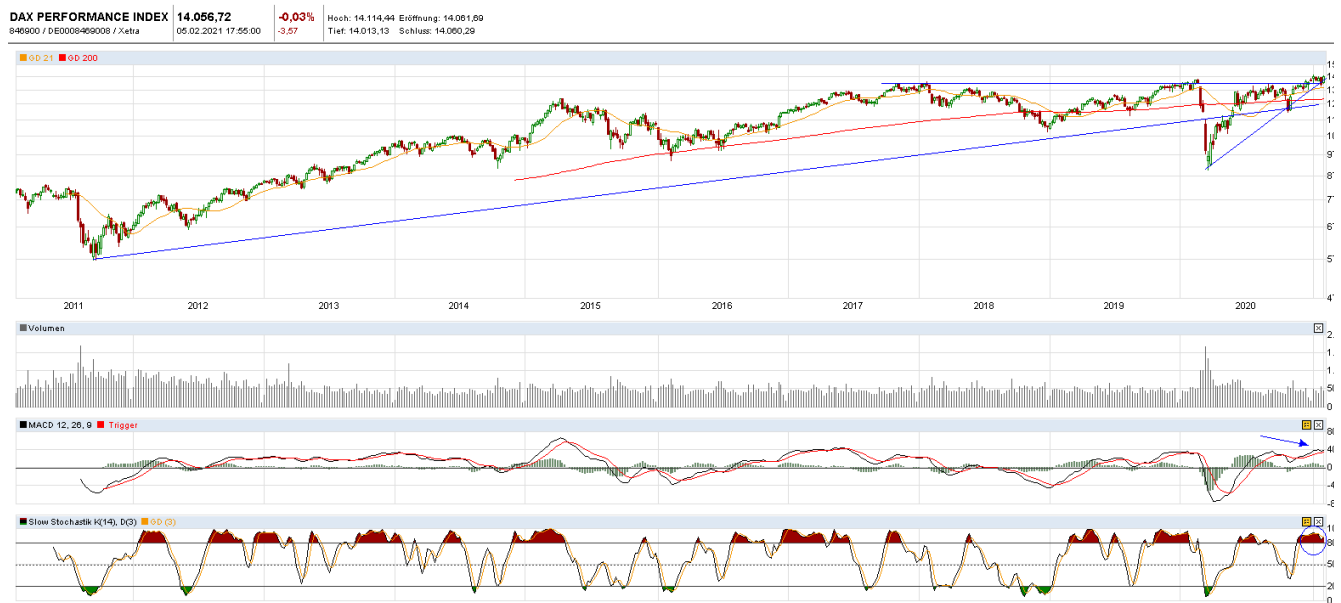 DAX PERFORMANCE INDEX 14.056,72 -0,03% Hoch: 14.114,44 Eröffnung: 14.061,69
846900 / DE0008469008 / Xetra 05.02.2021 17:55:00 -3,57 Tief: 14.013,13 Schluss: 14.060,29
GD 21 GD 200
2011 2012 2013 2014 2015 2016 2017 2018 2019 2020
Volumen
MACD 12, 26, 9 Trigger
Slow Stochastik K(14), D(3) GD (3)